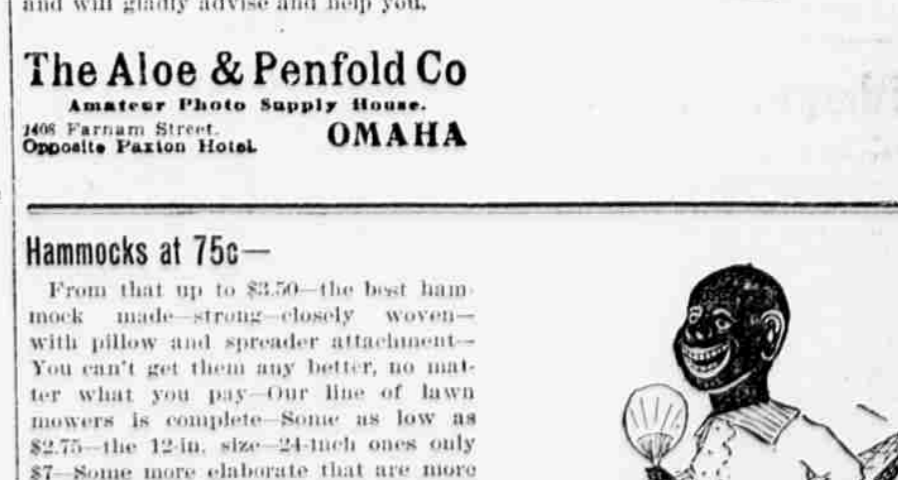 and will gladly advise and help you.
The Aloe & Penfold Co
Amateur Photo Supply House.
1408 Farnam Street. OMAHA
Opposite Paxton Hotel.
Hammocks at 75c—
From that up to $3.50—the best ham-
mock made—strong—closely woven—
with pillow and spreader attachment—
You can't get them any better, no mat-
ter what you pay—Our line of lawn
mowers is complete—Some as low as
$2.75—the 12-in. size—24-inch ones only
$7—Some more elaborate that are more